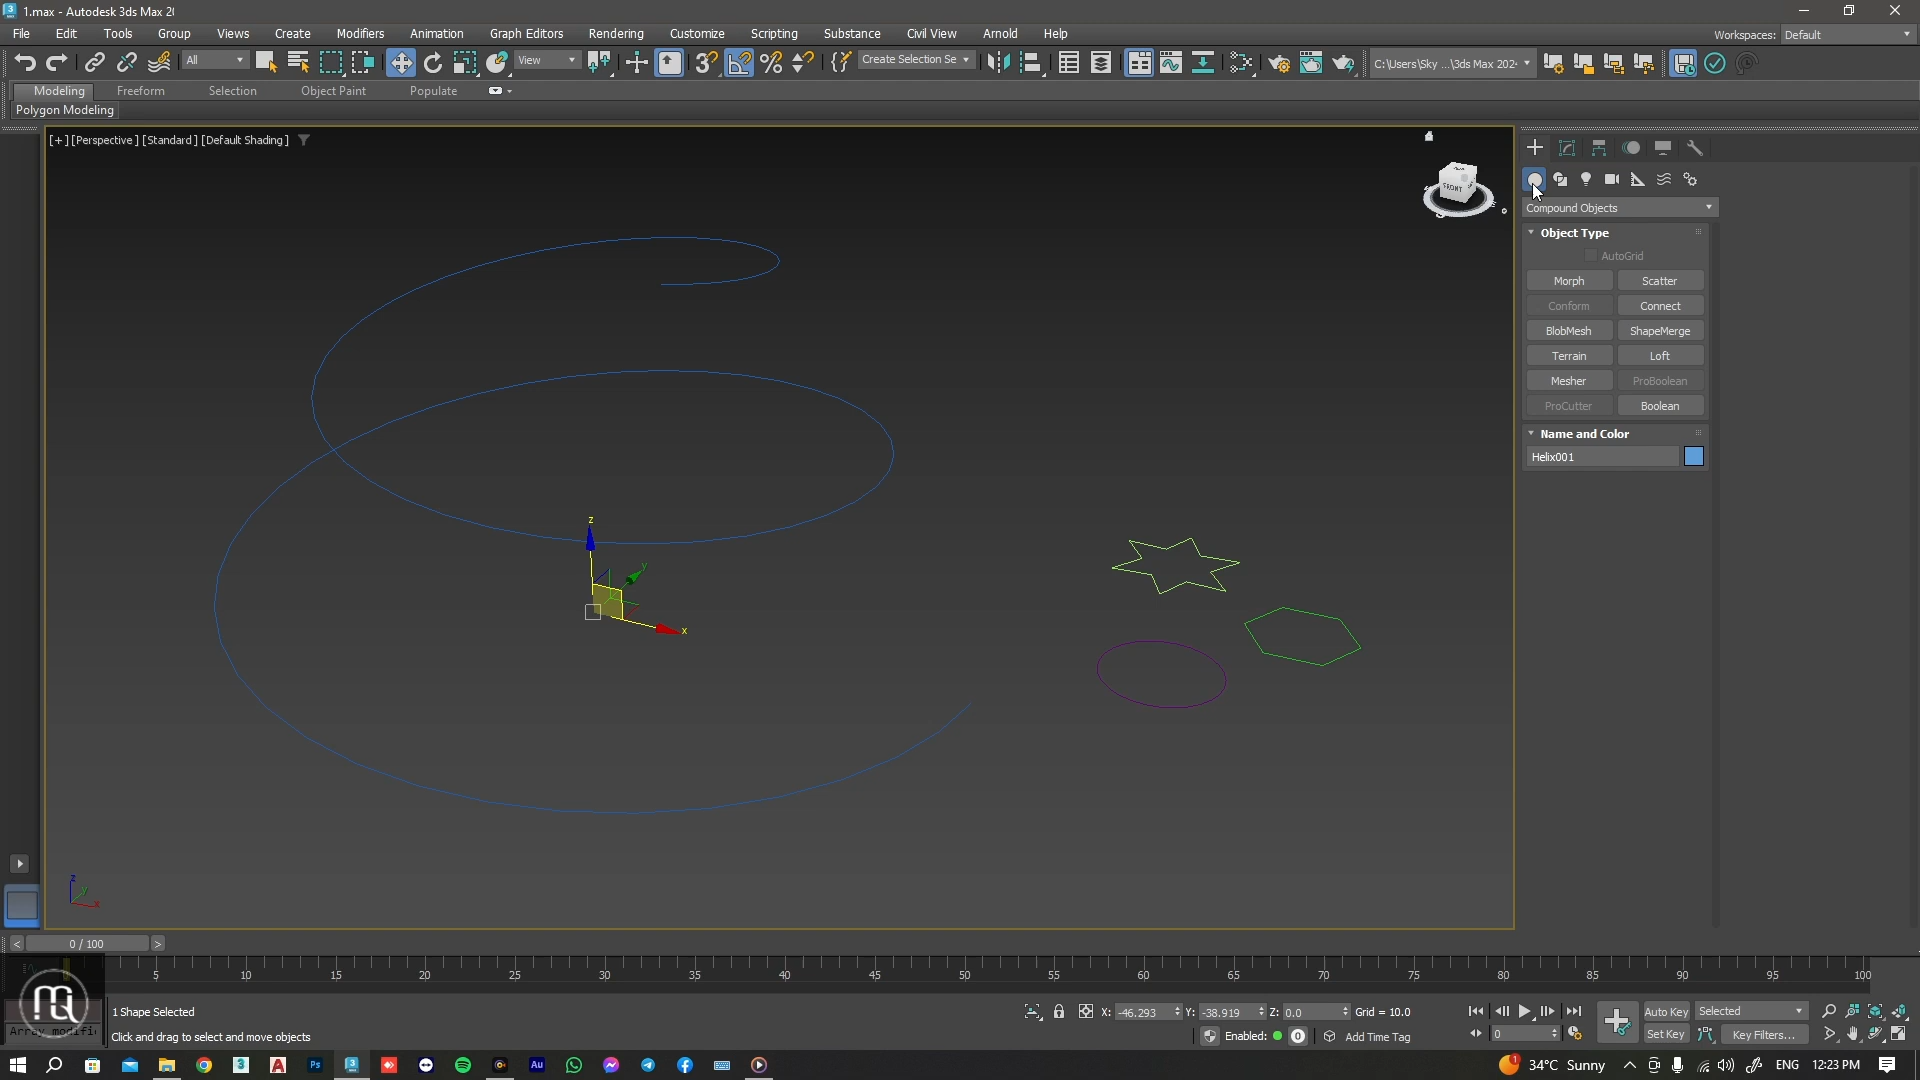 1.max - Autodesk 3ds Max 20
File Edit Tools Group Views Create Modifiers Animation Graph Editors Rendering Customize Scripting Substance Civil View Arnold Help
Workspaces: Default
All View Create Selection Se C:\Users\Sky ...\3ds Max 202
Modeling Freeform Selection Object Paint Populate
Polygon Modeling
[+] [Perspective ] [Standard ] [Default Shading ]
FRONT
Compound Objects
Object Type
AutoGrid
Morph Scatter
Conform Connect
BlobMesh ShapeMerge
Terrain Loft
Mesher ProBoolean
ProCutter Boolean
Name and Color
Helix001
z
y
x
z
y
x
< 0 / 100 >
5 10 15 20 25 30 35 40 45 50 55 60 65 70 75 80 85 90 95 100
1 Shape Selected
Array modifi
Click and drag to select and move objects
X: -46.293 Y: -38.919 Z: 0.0 Grid = 10.0
Enabled: 0 Add Time Tag
0
Auto Key Selected
Set Key Key Filters...
34°C Sunny ENG 12:23 PM